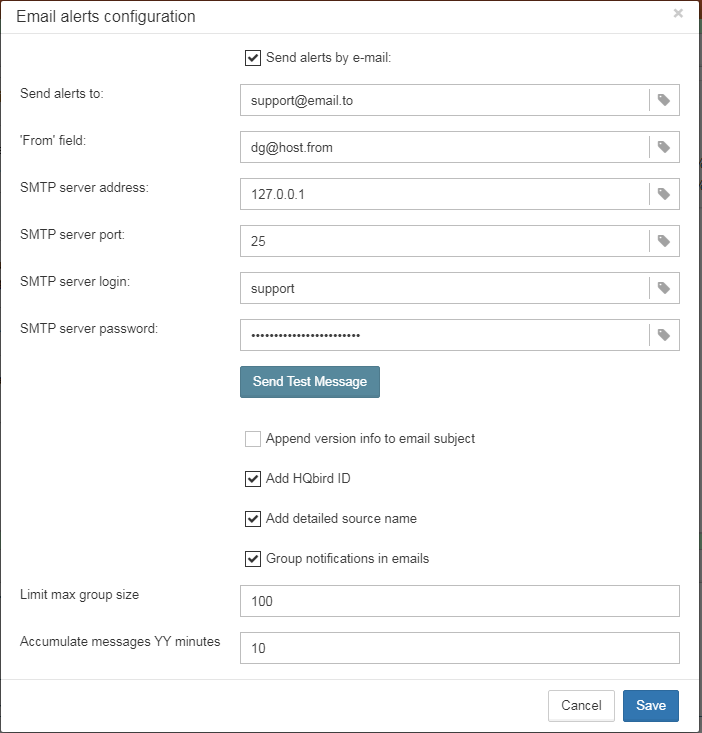 Email alerts configuration
×
Send alerts by e-mail:
Send alerts to:
support@email.to
'From' field:
dg@host.from
SMTP server address:
127.0.0.1
SMTP server port:
25
SMTP server login:
support
SMTP server password:
••••••••••••••••••••••••
Send Test Message
Append version info to email subject
Add HQbird ID
Add detailed source name
Group notifications in emails
Limit max group size
100
Accumulate messages YY minutes
10
Cancel Save